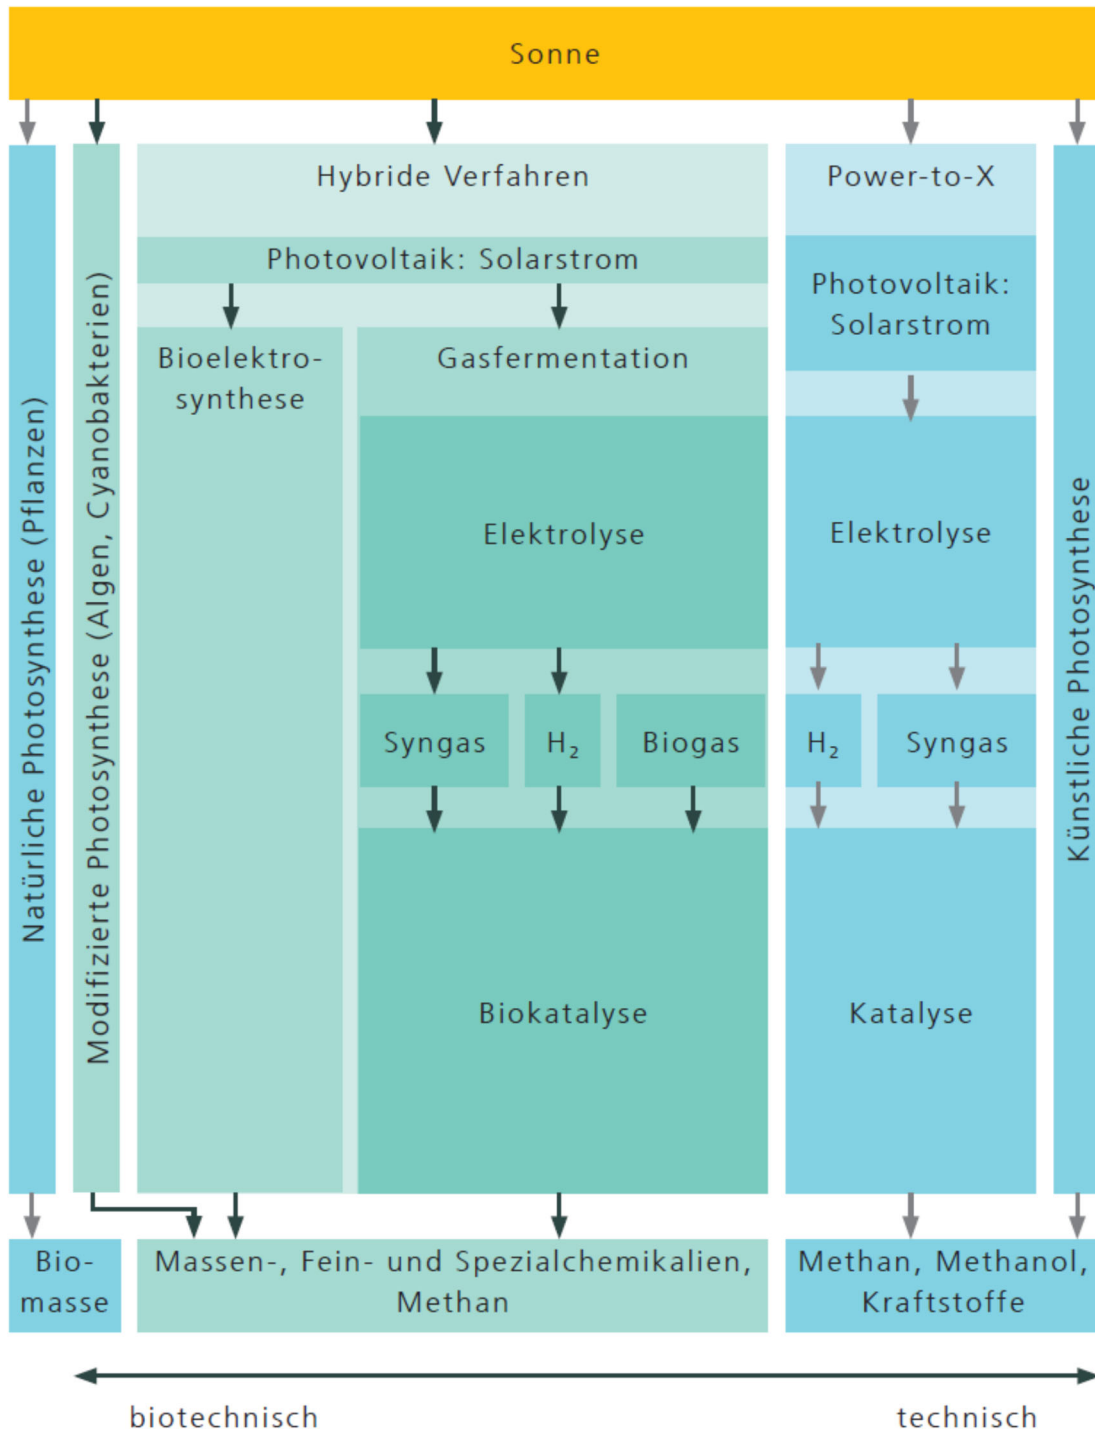 Sonne
Natürliche Photosynthese (Pflanzen)
Modifizierte Photosynthese (Algen, Cyanobakterien)
Hybride Verfahren
Photovoltaik: Solarstrom
Bioelektro-
synthese
Gasfermentation
Elektrolyse
Syngas
H₂
Biogas
Biokatalyse
Power-to-X
Photovoltaik:
Solarstrom
Elektrolyse
H₂
Syngas
Katalyse
Künstliche Photosynthese
Bio-
masse
Massen-, Fein- und Spezialchemikalien,
Methan
Methan, Methanol,
Kraftstoffe
biotechnisch
technisch